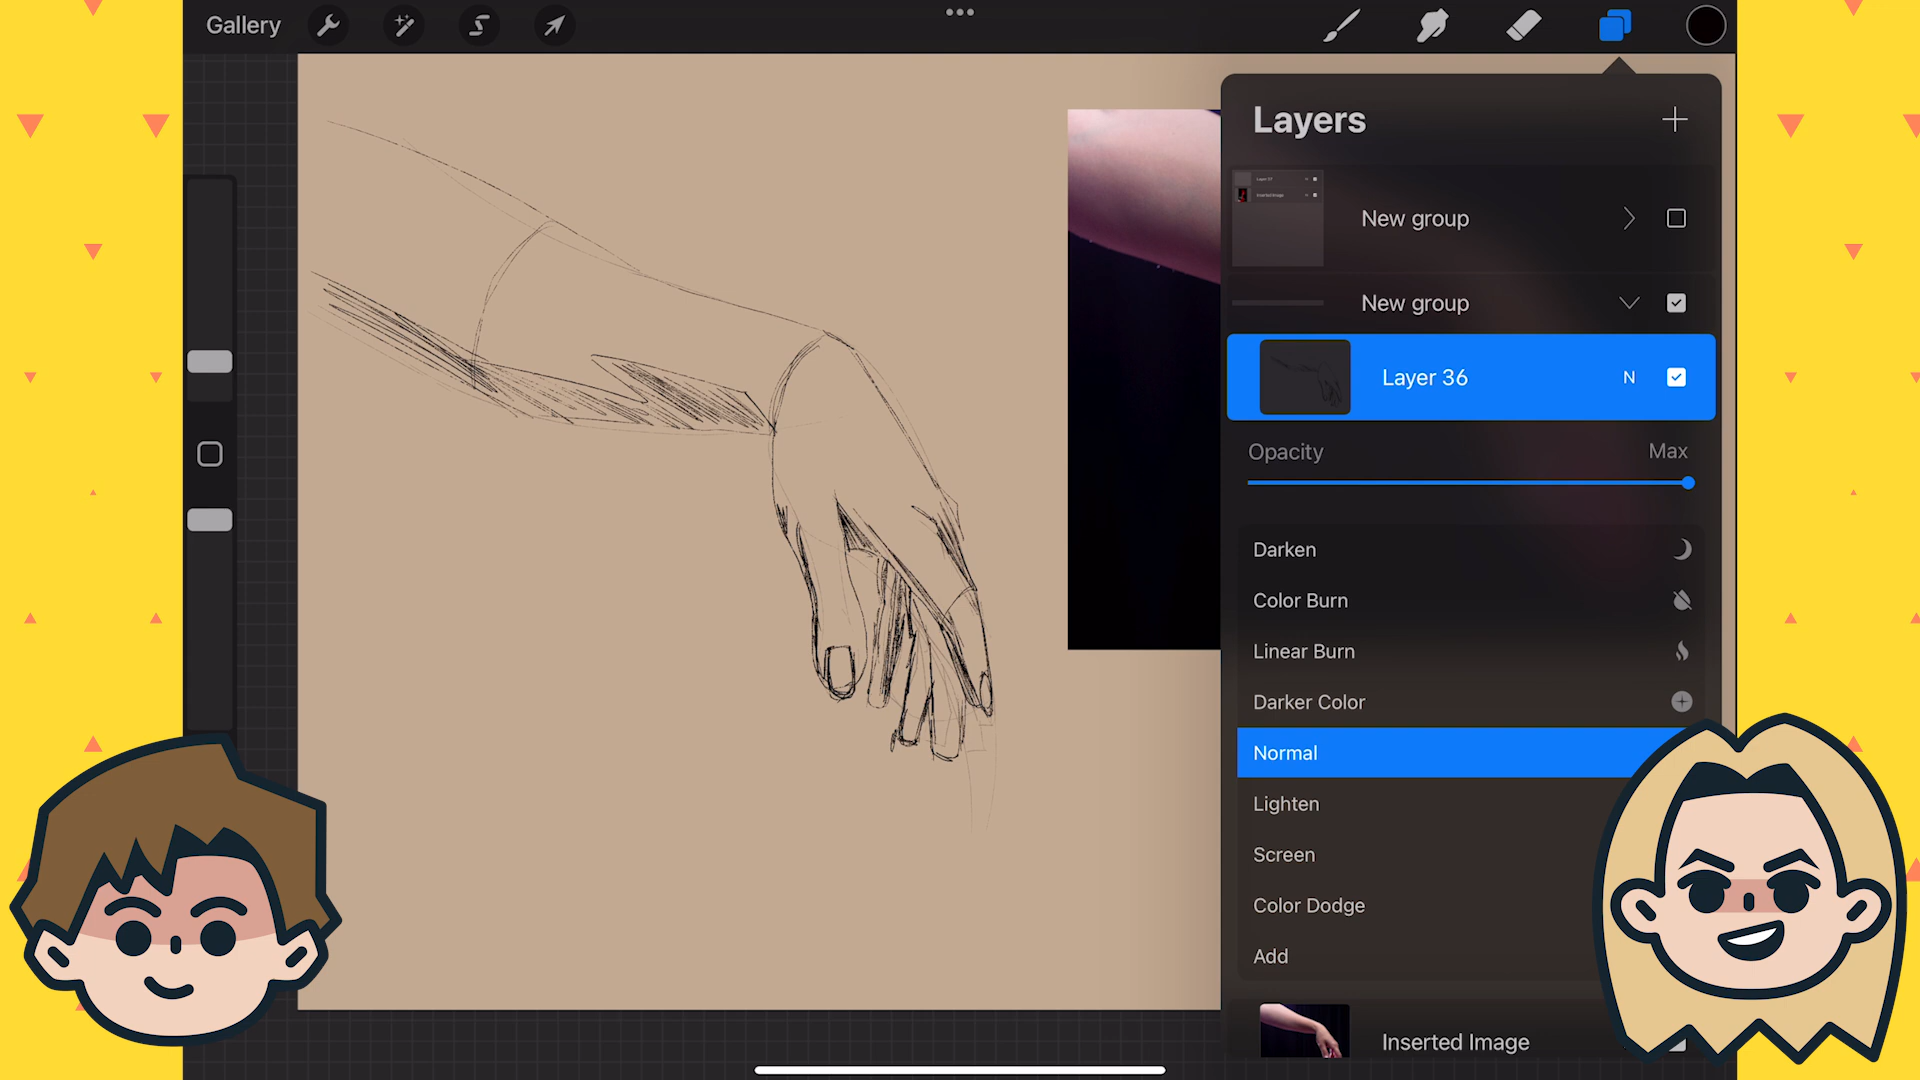 Gallery
Layers
New group
New group
Layer 36
N
Opacity
Max
Darken
Color Burn
Linear Burn
Darker Color
Normal
Lighten
Screen
Color Dodge
Add
Inserted Image